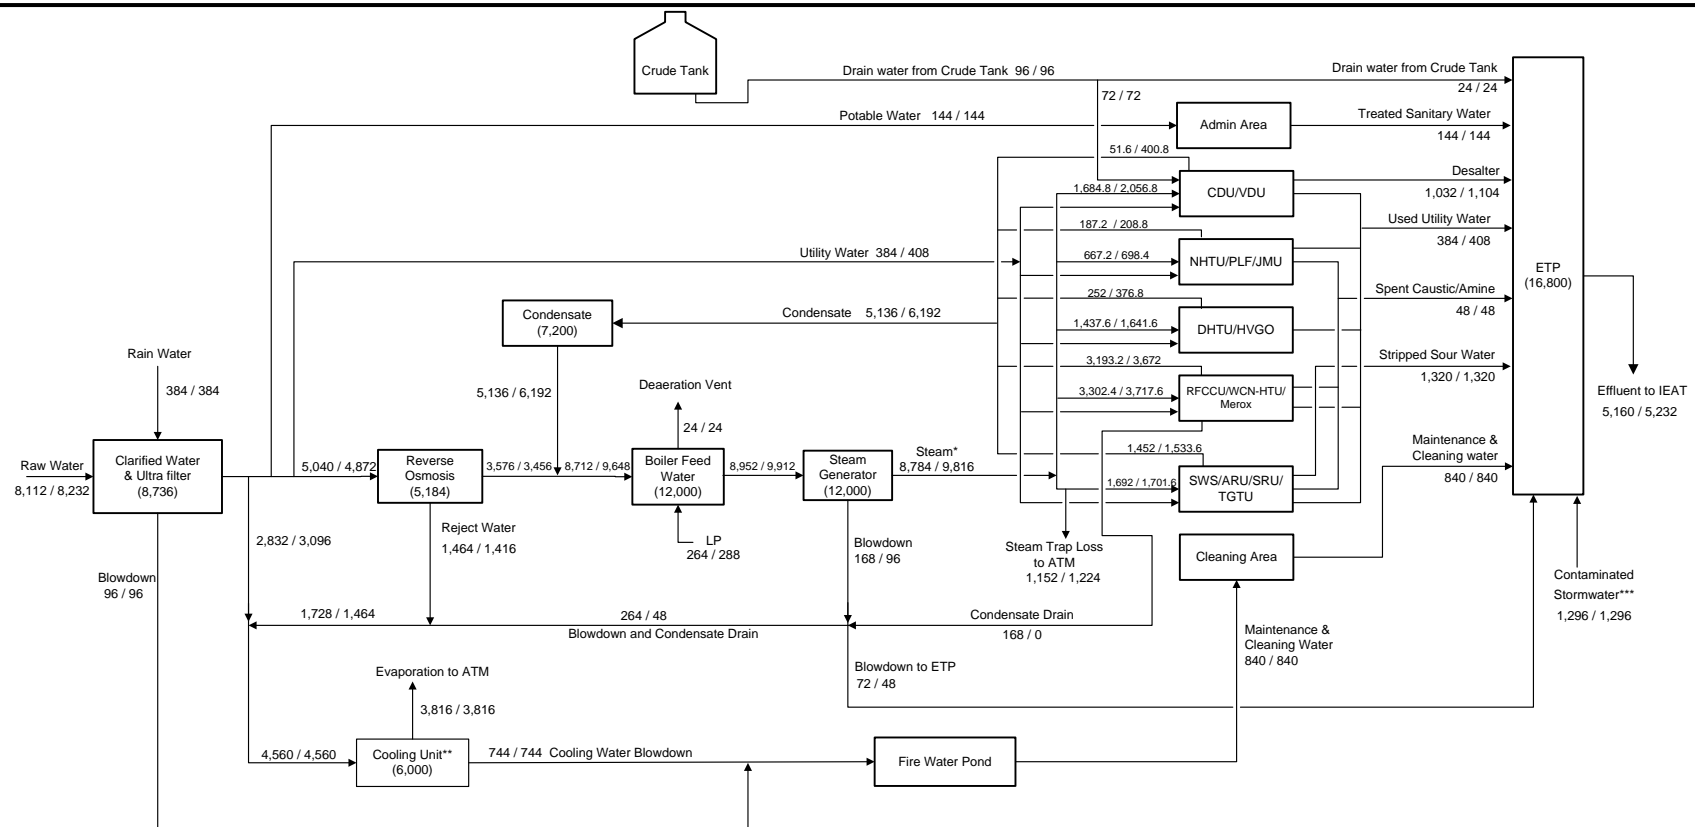 Crude Tank
Drain water from Crude Tank  96 / 96
Drain water from Crude Tank
24 / 24
72 / 72
Potable Water   144 / 144
Admin Area
Treated Sanitary Water
144 / 144
51.6 / 400.8
CDU/VDU
Desalter
1,032 / 1,104
1,684.8 / 2,056.8
187.2  / 208.8
Used Utility Water
384 / 408
Utility Water  384 / 408
667.2 / 698.4
NHTU/PLF/JMU
ETP
(16,800)
252 / 376.8
Spent Caustic/Amine
48 / 48
Condensate
(7,200)
Condensate    5,136 / 6,192
1,437.6 / 1,641.6
DHTU/HVGO
Rain Water
384 / 384
3,193.2 / 3,672
Stripped Sour Water
1,320 / 1,320
5,136 / 6,192
Deaeration Vent
24 / 24
3,302.4 / 3,717.6
RFCCU/WCN-HTU/
Merox
Effluent to IEAT
5,160 / 5,232
Raw Water
8,112 / 8,232
Clarified Water
& Ultra filter
(8,736)
5,040 / 4,872
Reverse
Osmosis
(5,184)
3,576 / 3,456
8,712 / 9,648
Boiler Feed
Water
(12,000)
8,952 / 9,912
Steam
Generator
(12,000)
Steam*
8,784 / 9,816
1,452 / 1,533.6
1,692 / 1,701.6
SWS/ARU/SRU/
TGTU
Maintenance &
Cleaning water
840 / 840
2,832 / 3,096
Reject Water
1,464 / 1,416
LP
264 / 288
Blowdown
168 / 96
Steam Trap Loss
to ATM
1,152 / 1,224
Cleaning Area
Blowdown
96 / 96
Contaminated
Stormwater***
1,296 / 1,296
1,728 / 1,464
264 / 48
Blowdown and Condensate Drain
Condensate Drain
168 / 0
Maintenance &
Cleaning Water
840 / 840
Evaporation to ATM
3,816 / 3,816
Blowdown to ETP
72 / 48
4,560 / 4,560
Cooling Unit**
(6,000)
744 / 744  Cooling Water Blowdown
Fire Water Pond